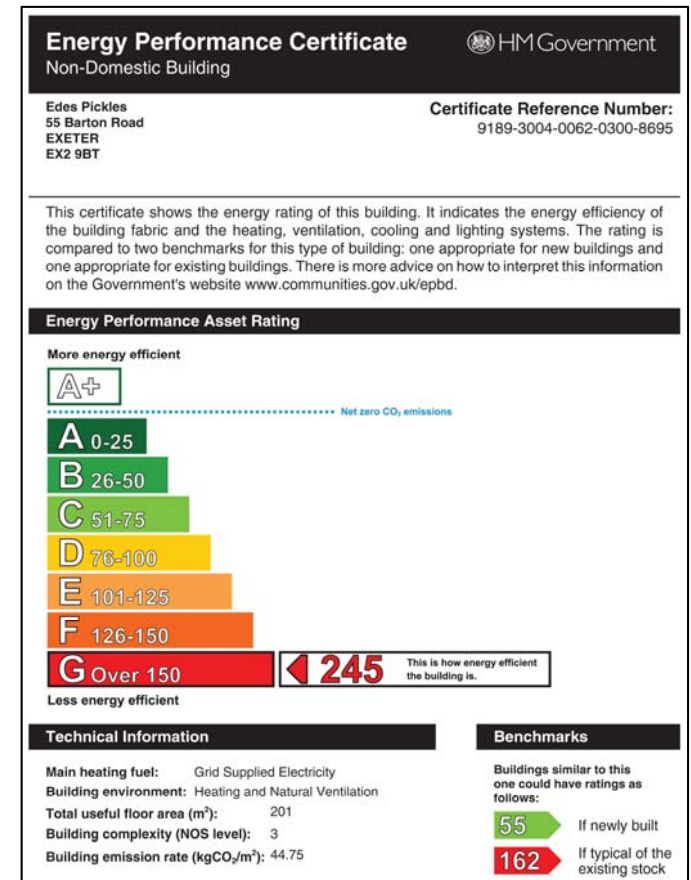 Energy Performance Certificate
HM Government
Non-Domestic Building
Edes Pickles
55 Barton Road
EXETER
EX2 9BT
Certificate Reference Number:
9189-3004-0062-0300-8695
This certificate shows the energy rating of this building. It indicates the energy efficiency of
the building fabric and the heating, ventilation, cooling and lighting systems. The rating is
compared to two benchmarks for this type of building: one appropriate for new buildings and
one appropriate for existing buildings. There is more advice on how to interpret this information
on the Government's website www.communities.gov.uk/epbd.
Energy Performance Asset Rating
More energy efficient
A+
Net zero CO₂ emissions
A 0-25
B 26-50
C 51-75
D 76-100
E 101-125
F 126-150
G Over 150
245
This is how energy efficient
the building is.
Less energy efficient
Technical Information
Main heating fuel: Grid Supplied Electricity
Building environment: Heating and Natural Ventilation
Total useful floor area (m²): 201
Building complexity (NOS level): 3
Building emission rate (kgCO₂/m²): 44.75
Benchmarks
Buildings similar to this
one could have ratings as
follows:
55 If newly built
162 If typical of the
existing stock